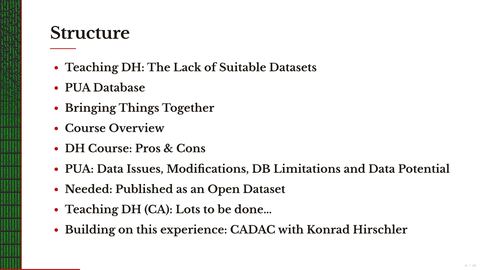 Structure
Teaching DH: The Lack of Suitable Datasets
PUA Database
Bringing Things Together
Course Overview
DH Course: Pros & Cons
PUA: Data Issues, Modifications, DB Limitations and Data Potential
Needed: Published as an Open Dataset
Teaching DH (CA): Lots to be done...
Building on this experience: CADAC with Konrad Hirschler